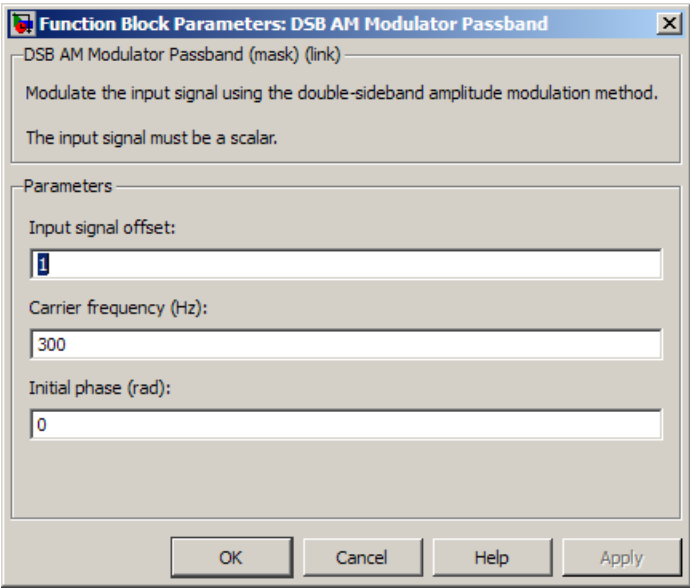 Function Block Parameters: DSB AM Modulator Passband
DSB AM Modulator Passband (mask) (link)
Modulate the input signal using the double-sideband amplitude modulation method.
The input signal must be a scalar.
Parameters
Input signal offset:
1
Carrier frequency (Hz):
300
Initial phase (rad):
0
OK Cancel Help Apply